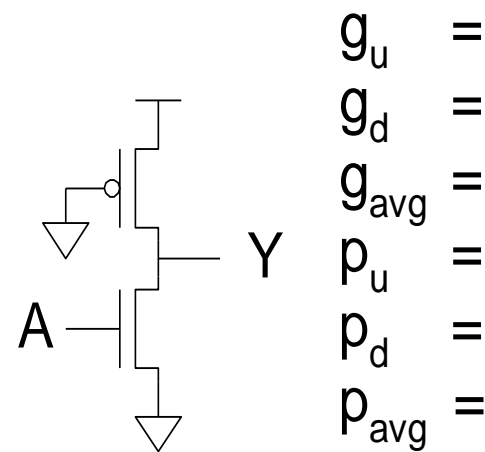 g_u =
g_d =
g_avg =
Y p_u =
A p_d =
p_avg =